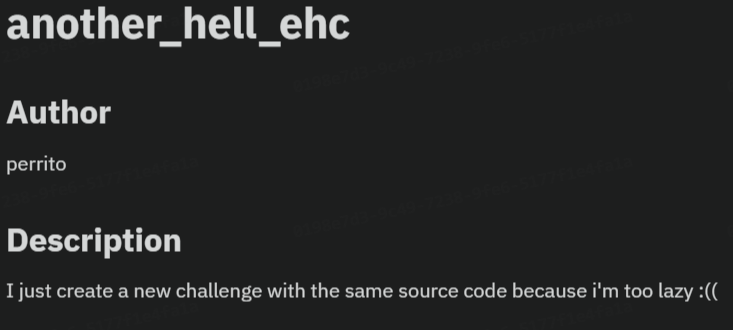 another_hell_ehc
Author
perrito
Description
I just create a new challenge with the same source code because i'm too lazy :((